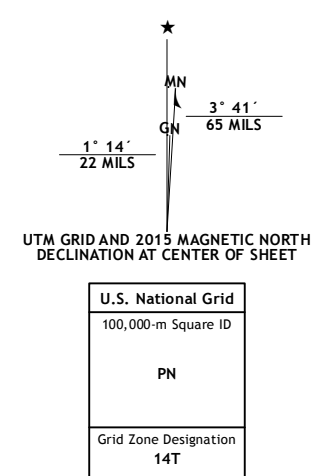 MN
3° 41´
65 MILS
GN
1° 14´
22 MILS
UTM GRID AND 2015 MAGNETIC NORTH
DECLINATION AT CENTER OF SHEET
U.S. National Grid
100,000-m Square ID
PN
Grid Zone Designation
14T